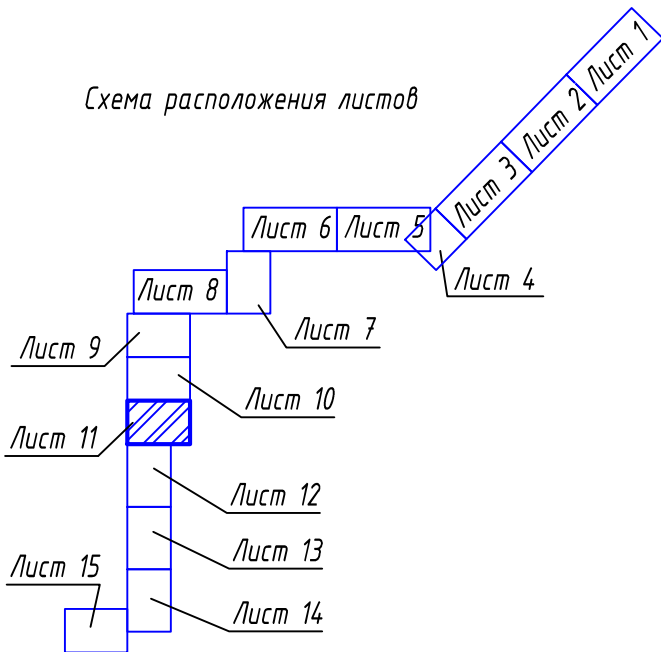 Схема расположения листов
Лист 1
Лист 2
Лист 3
Лист 4
Лист 5
Лист 6
Лист 7
Лист 8
Лист 9
Лист 10
Лист 11
Лист 12
Лист 13
Лист 14
Лист 15